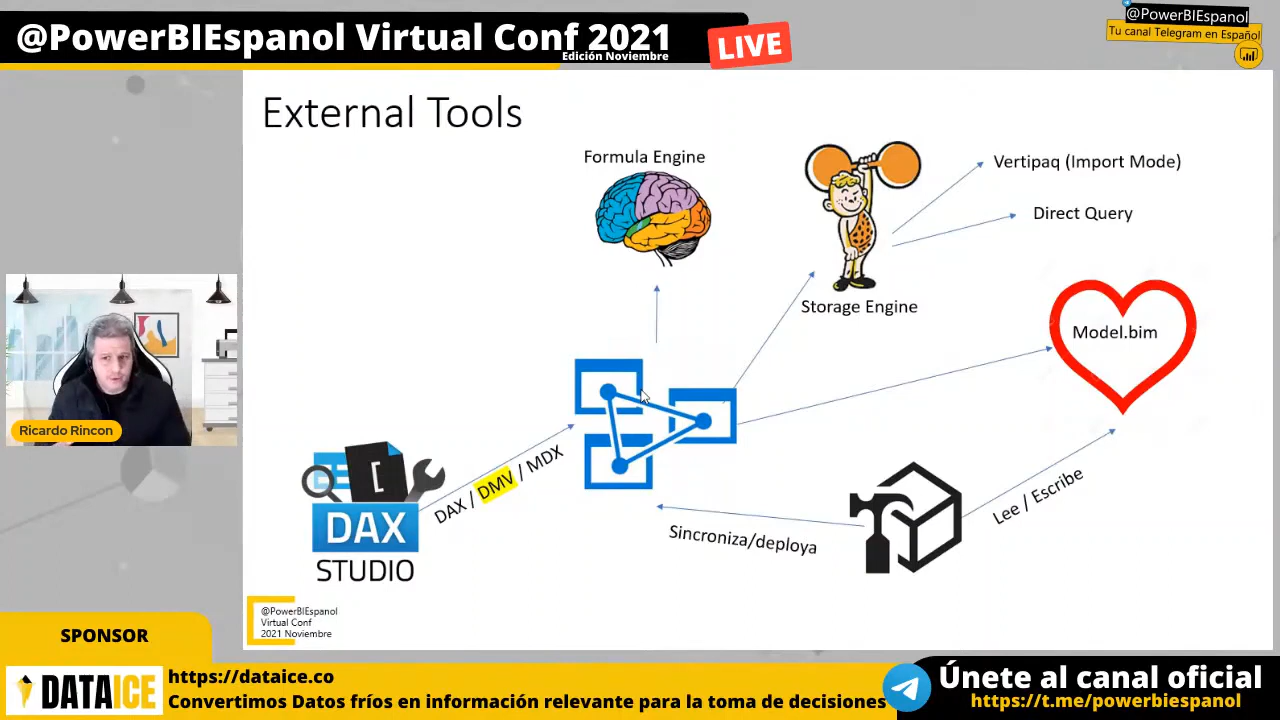 @PowerBIEspanol Virtual Conf 2021
Edición Noviembre
LIVE
@PowerBIEspanol
Tu canal Telegram en Español
External Tools
Formula Engine
Vertipaq (Import Mode)
Direct Query
Storage Engine
Model.bim
Ricardo Rincon
DAX / DMV / MDX
Lee / Escribe
Sincroniza/deploya
DAX
STUDIO
@PowerBIEspanol
Virtual Conf
2021 Noviembre
SPONSOR
DATAICE
https://dataice.co
Convertimos Datos fríos en información relevante para la toma de decisiones
Únete al canal oficial
https://t.me/powerbiespanol